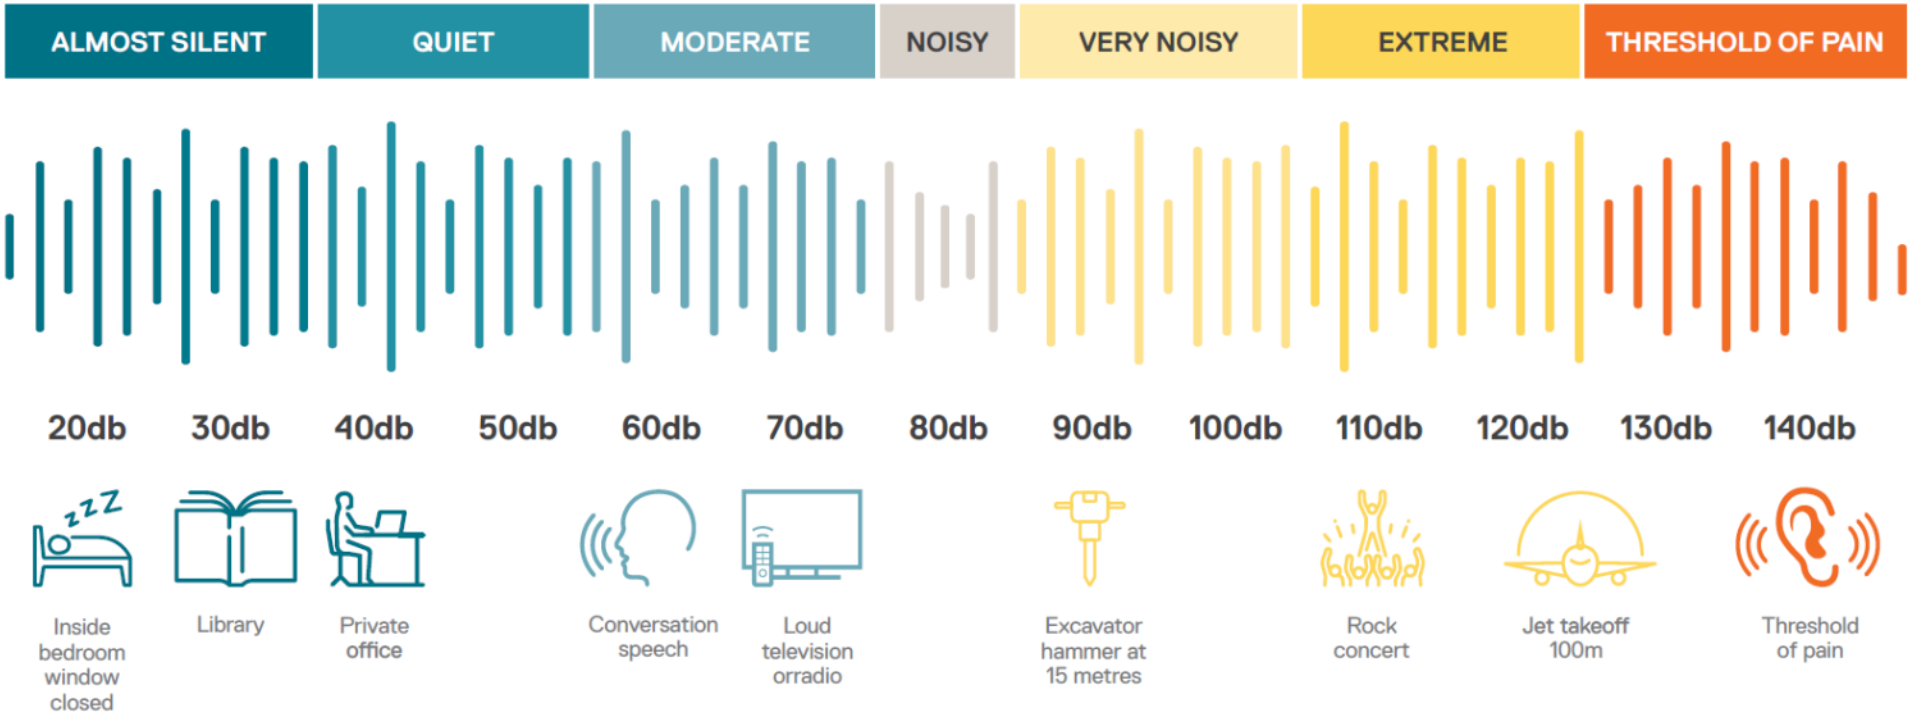 ALMOST SILENT
QUIET
MODERATE
NOISY
VERY NOISY
EXTREME
THRESHOLD OF PAIN
20db
30db
40db
50db
60db
70db
80db
90db
100db
110db
120db
130db
140db
zzZ
Inside
bedroom
window
closed
Library
Private
office
Conversation
speech
Loud
television
orradio
Excavator
hammer at
15 metres
Rock
concert
Jet takeoff
100m
Threshold
of pain